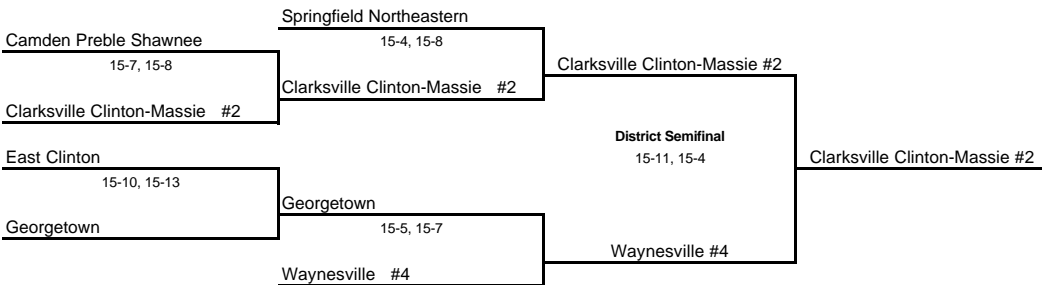 Springfield Northeastern
Camden Preble Shawnee
15-4, 15-8
15-7, 15-8
Clarksville Clinton-Massie #2
Clarksville Clinton-Massie #2
Clarksville Clinton-Massie #2
District Semifinal
East Clinton
15-11, 15-4
Clarksville Clinton-Massie #2
15-10, 15-13
Georgetown
Georgetown
15-5, 15-7
Waynesville #4
Waynesville #4